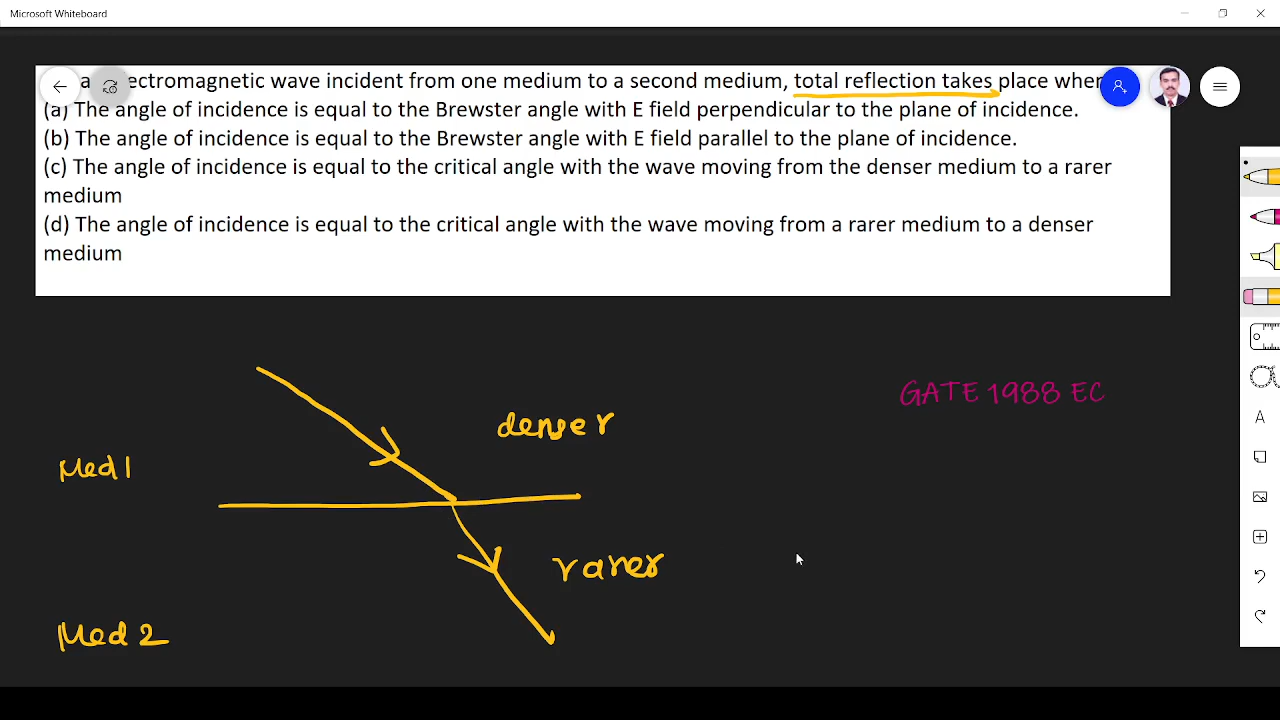 Microsoft Whiteboard
ectromagnetic wave incident from one medium to a second medium, total reflection takes place when
(a) The angle of incidence is equal to the Brewster angle with E field perpendicular to the plane of incidence.
(b) The angle of incidence is equal to the Brewster angle with E field parallel to the plane of incidence.
(c) The angle of incidence is equal to the critical angle with the wave moving from the denser medium to a rarer
medium
(d) The angle of incidence is equal to the critical angle with the wave moving from a rarer medium to a denser
medium
GATE 1988 EC
denser
Med 1
rarer
Med 2